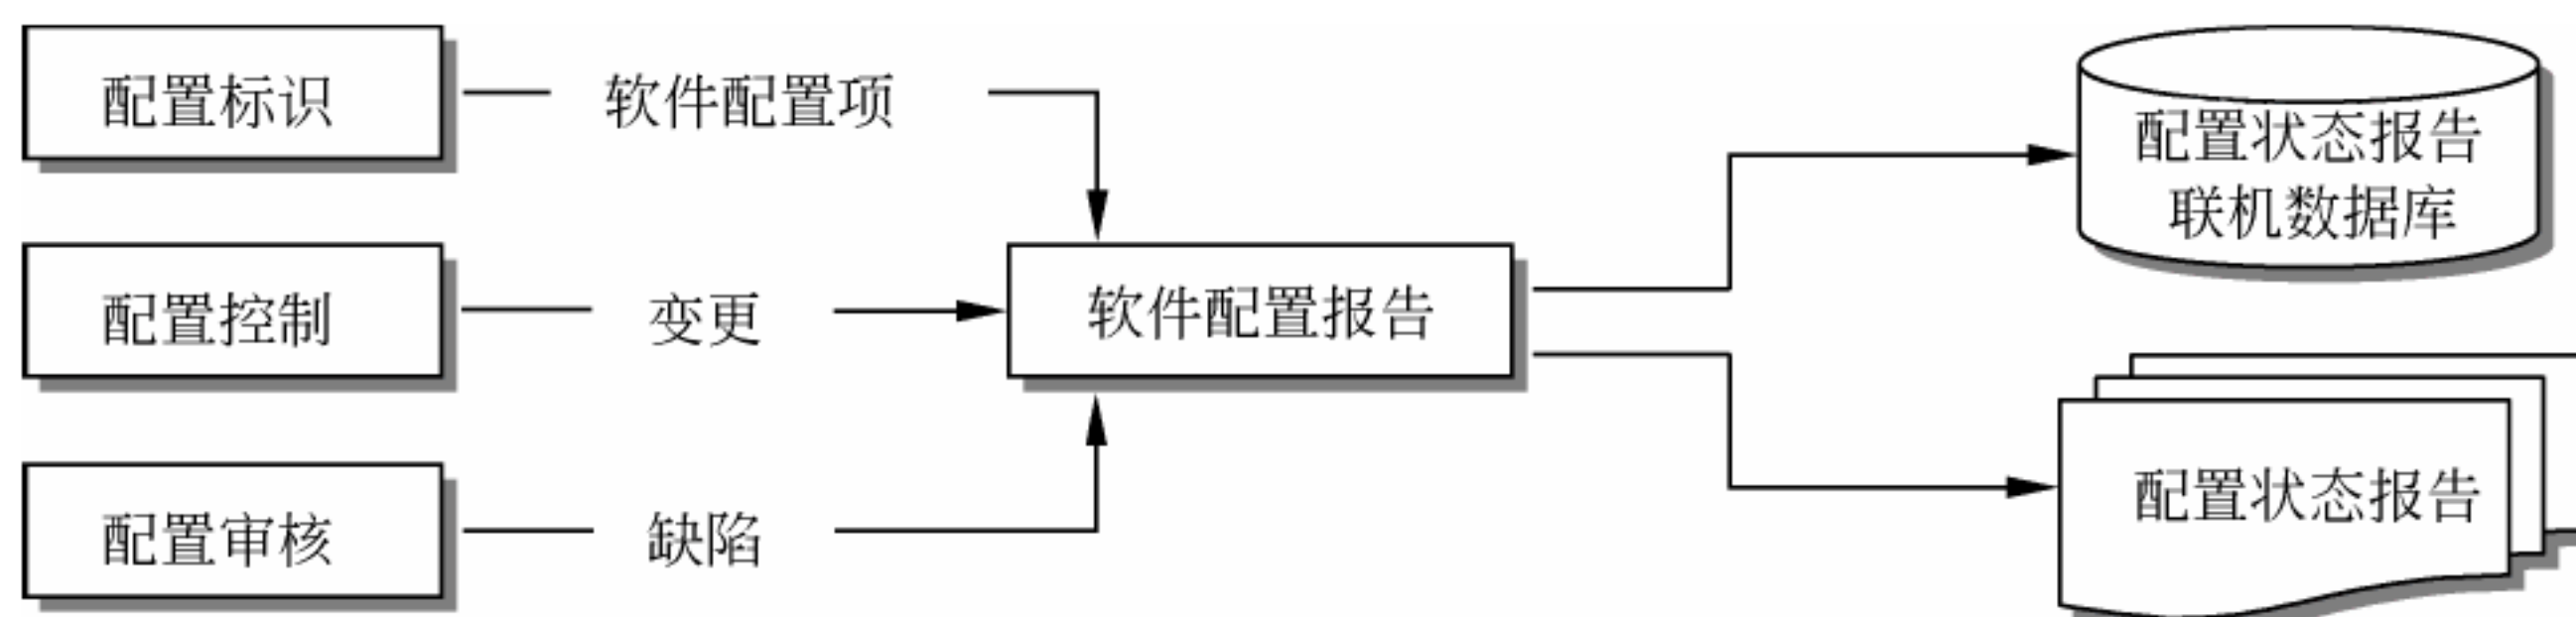 配置标识
软件配置项
配置状态报告
联机数据库
配置控制
变更
软件配置报告
配置审核
缺陷
配置状态报告